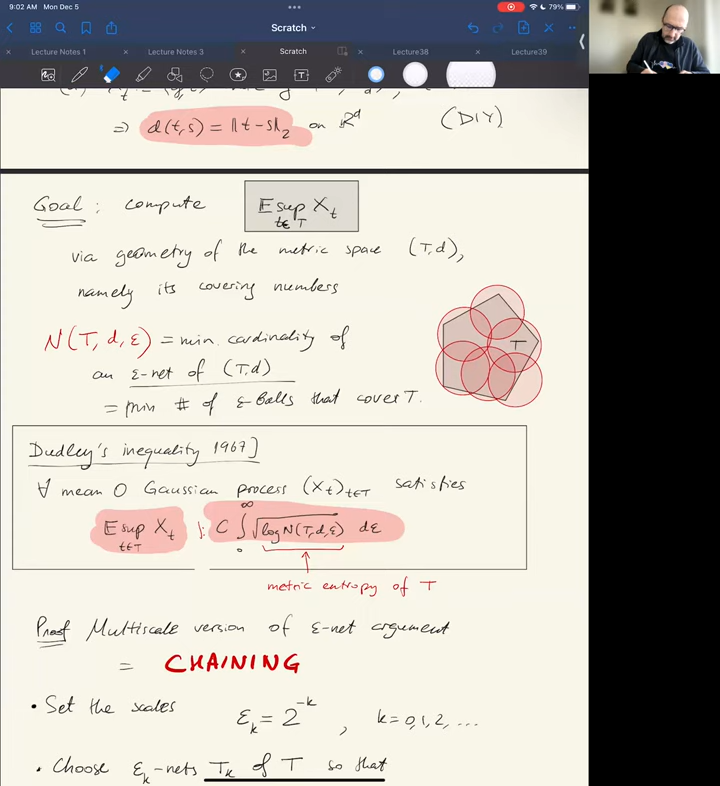 9:02 AM Mon Dec 5
79%
Scratch
Lecture Notes 1
Lecture Notes 3
Scratch
Lecture38
Lecture39
⇒ d(t,s) = ‖t−s‖₂ on ℝᵈ (DIY)
Goal: compute E sup_{t∈T} X_t
via geometry of the metric space (T,d),
namely its covering numbers
N(T, d, ε) = min. cardinality of
an ε-net of (T,d)
= min # of ε-balls that cover T.
T
Dudley's inequality 1967]
∀ mean 0 Gaussian process (X_t)_{t∈T} satisfies
E sup_{t∈T} X_t ≤ C ∫_0^∞ √(log N(T,d,ε)) dε
metric entropy of T
Proof Multiscale version of ε-net argument
= CHAINING
• Set the scales ε_k = 2^{-k}, k=0,1,2,...
• Choose ε_k-nets T_k of T so that